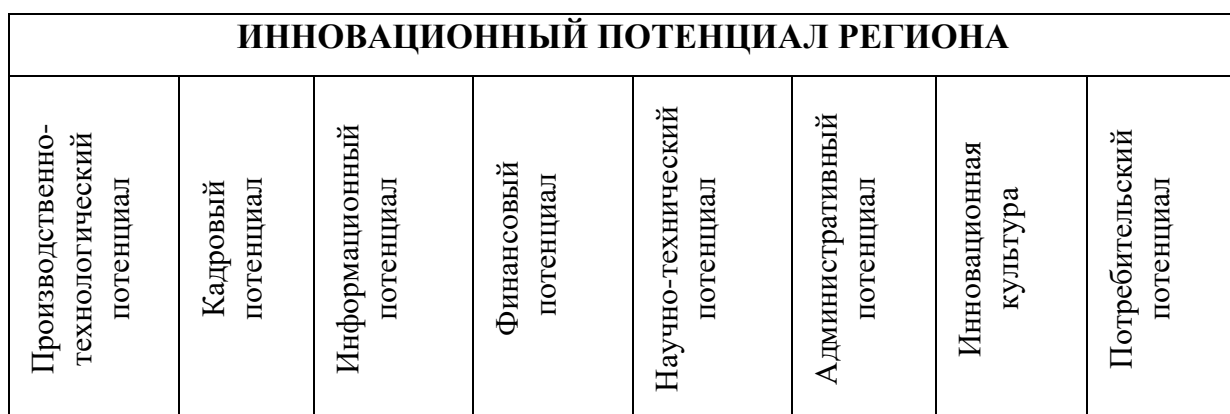 ИННОВАЦИОННЫЙ ПОТЕНЦИАЛ РЕГИОНА
Производственно-
технологический
потенциал
Кадровый
потенциал
Информационный
потенциал
Финансовый
потенциал
Научно-технический
потенциал
Административный
потенциал
Инновационная
культура
Потребительский
потенциал